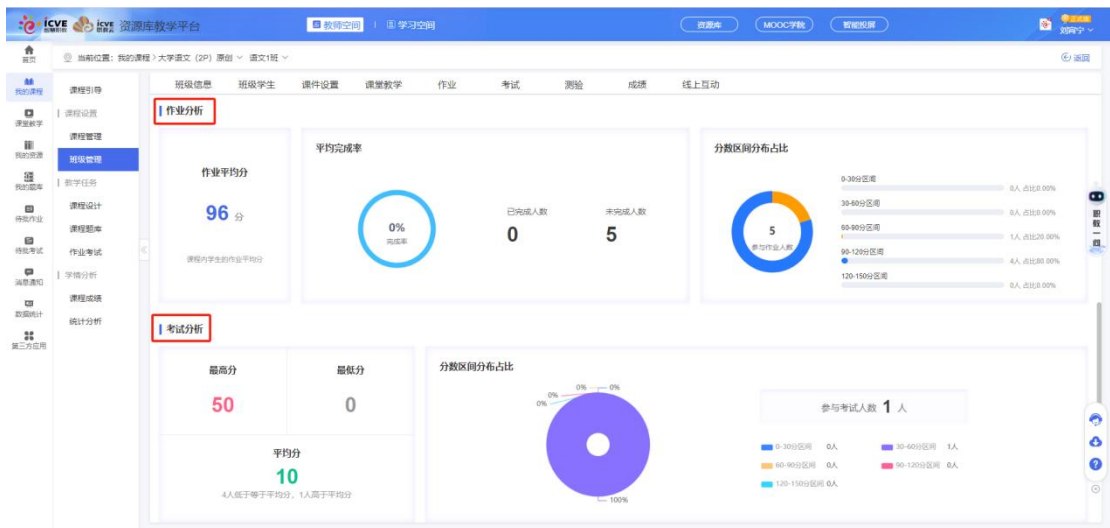 icve 智慧职教 icve 职教云 资源库教学平台 教师空间 学习空间 资源库 MOOC学院 智能投屏 正式版 刘向宁
首页 当前位置：我的课程 > 大学语文 (2P) 原创 语文1班 返回
我的课程 课程引导 班级信息 班级学生 课件设置 课堂教学 作业 考试 测验 成绩 线上互动
课堂教学 课程设置 作业分析
我的资源 课程管理
班级管理
我的题库 教学任务
待批作业 课程设计
待批考试 课程题库
作业考试
消息通知 学情分析
数据统计 课程成绩
第三方应用 统计分析
作业平均分
96 分
课程内学生的作业平均分
平均完成率
0%
完成率
已完成人数 未完成人数
0 5
分数区间分布占比
5
参与作业人数
0-30分区间
0人 占比0.00%
30-60分区间
0人 占比0.00%
60-90分区间
1人 占比20.00%
90-120分区间
4人 占比80.00%
120-150分区间
0人 占比0.00%
职教一问
考试分析
最高分 最低分
50 0
平均分
10
4人低于等于平均分，1人高于平均分
分数区间分布占比
0% 0% 0%
0%
100%
参与考试人数 1 人
0-30分区间 0人 30-60分区间 1人
60-90分区间 0人 90-120分区间 0人
120-150分区间 0人